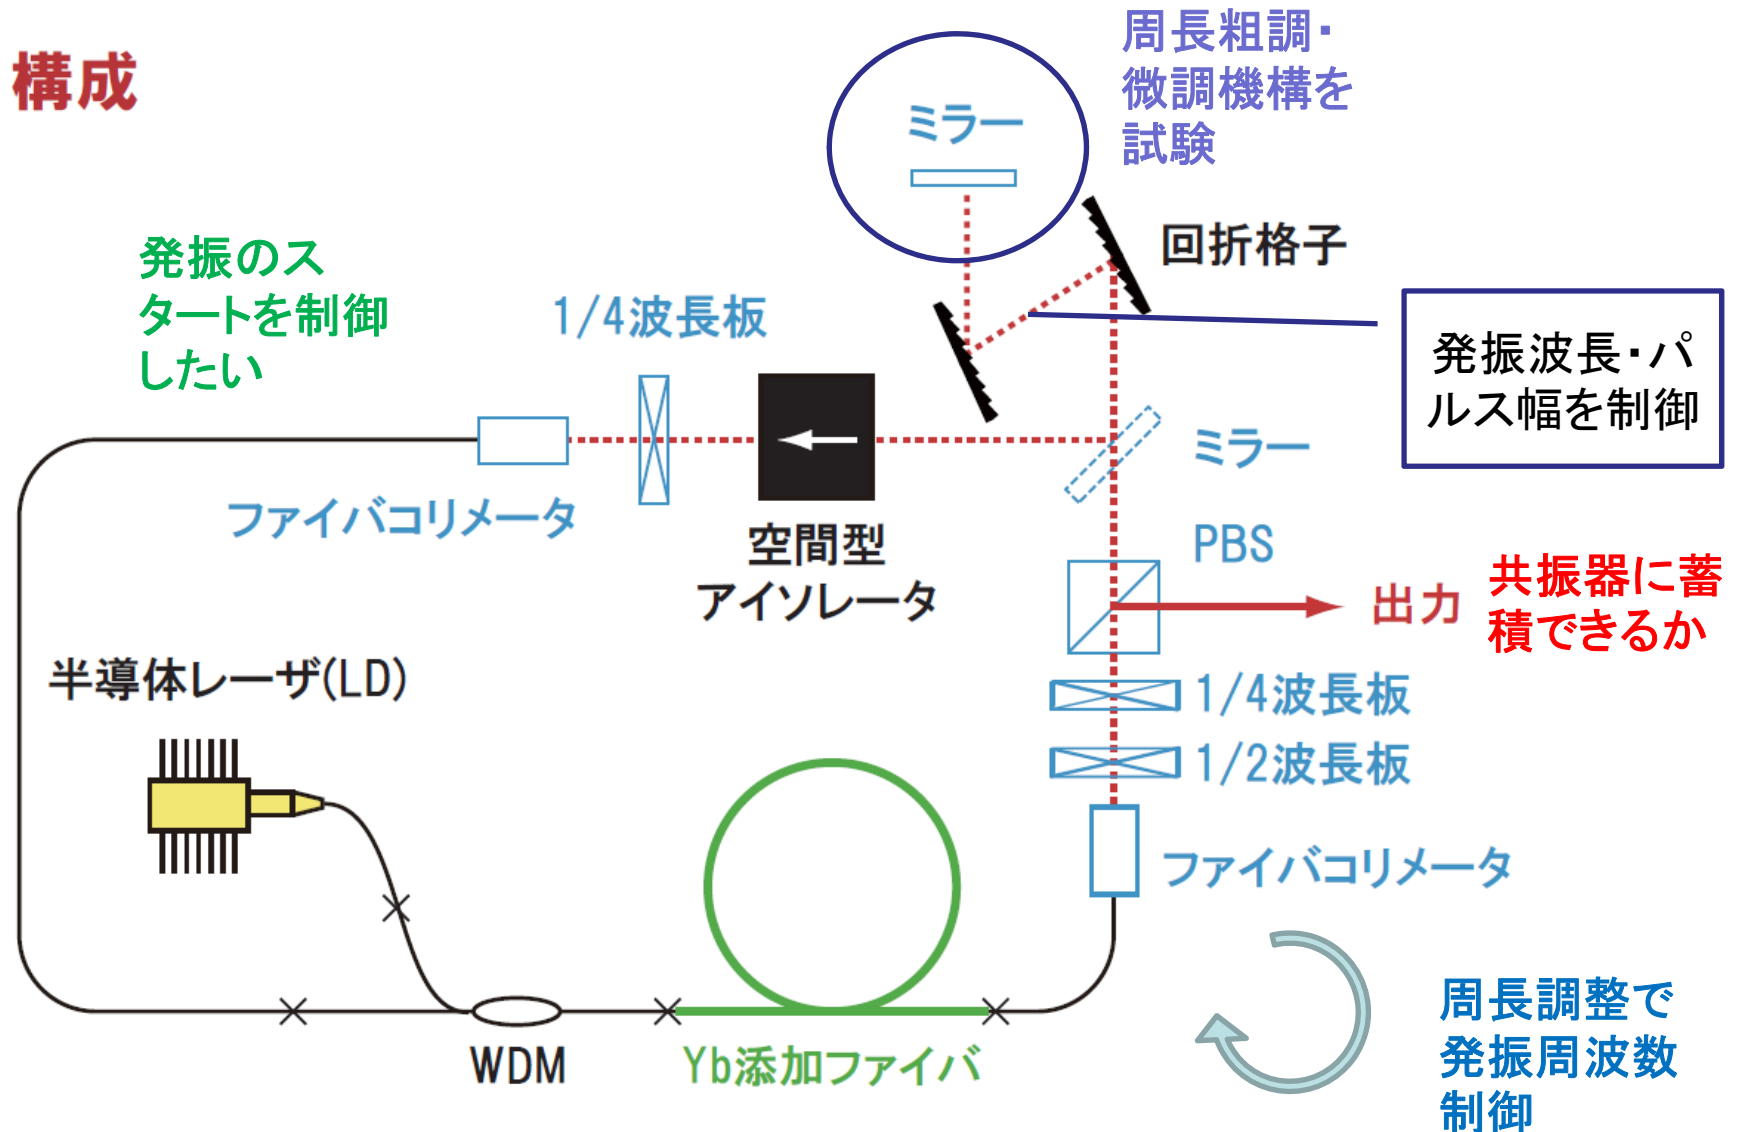 構成
周長粗調・
微調機構を
試験
ミラー
回折格子
発振のス
タートを制御
したい
1/4波長板
発振波長・パ
ルス幅を制御
ミラー
ファイバコリメータ
空間型
アイソレータ
PBS
出力
共振器に蓄
積できるか
半導体レーザ(LD)
1/4波長板
1/2波長板
ファイバコリメータ
WDM
Yb添加ファイバ
周長調整で
発振周波数
制御